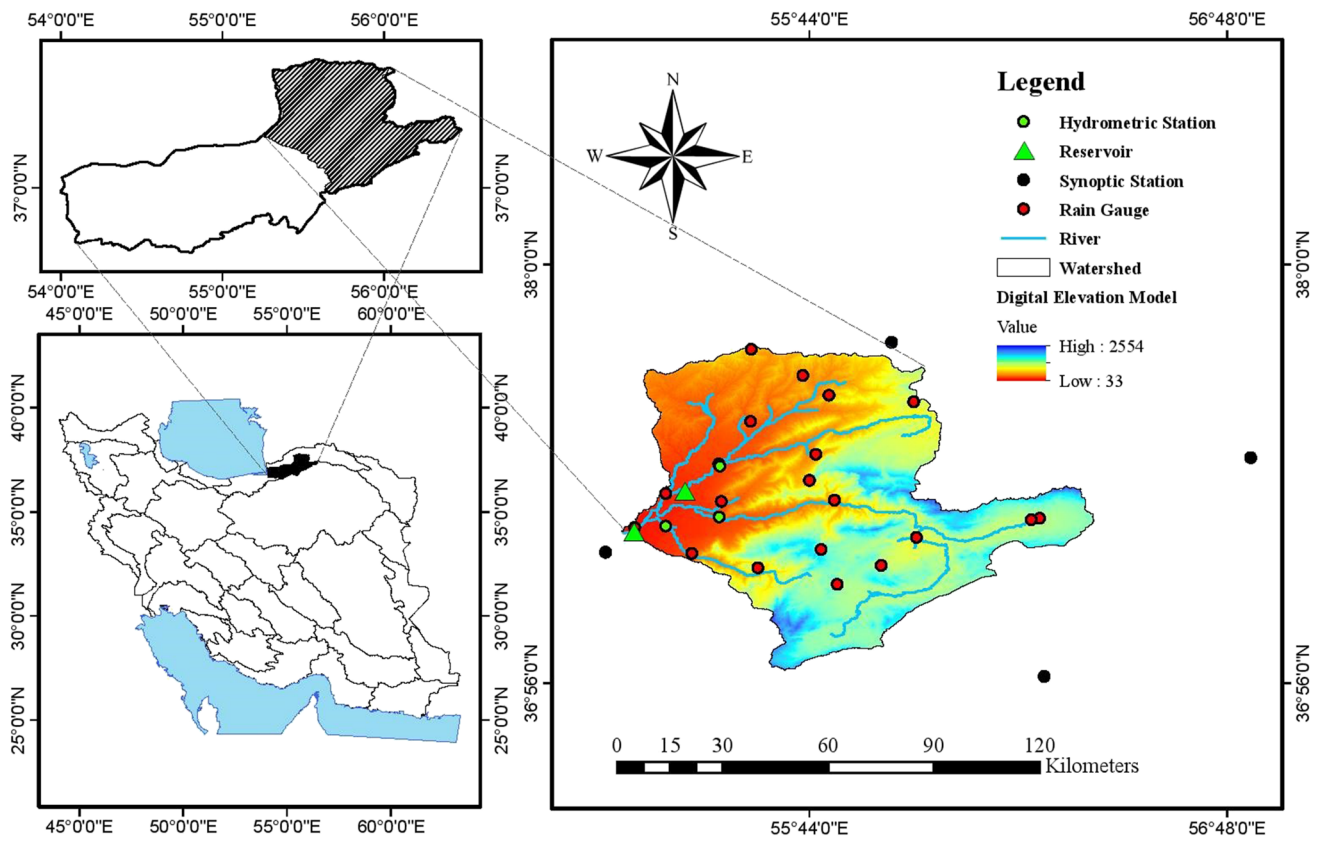 54°0'0"E 55°0'0"E 56°0'0"E
37°0'0"N
37°0'0"N
54°0'0"E 55°0'0"E 56°0'0"E
45°0'0"E 50°0'0"E 55°0'0"E 60°0'0"E
40°0'0"N
35°0'0"N
30°0'0"N
25°0'0"N
40°0'0"N
35°0'0"N
30°0'0"N
25°0'0"N
45°0'0"E 50°0'0"E 55°0'0"E 60°0'0"E
55°44'0"E 56°48'0"E
38°0'0"N
36°56'0"N
N
W E
S
Legend
Hydrometric Station
Reservoir
Synoptic Station
Rain Gauge
River
Watershed
Digital Elevation Model
Value
High : 2554
Low : 33
38°0'0"N
36°56'0"N
0 15 30 60 90 120
Kilometers
55°44'0"E 56°48'0"E